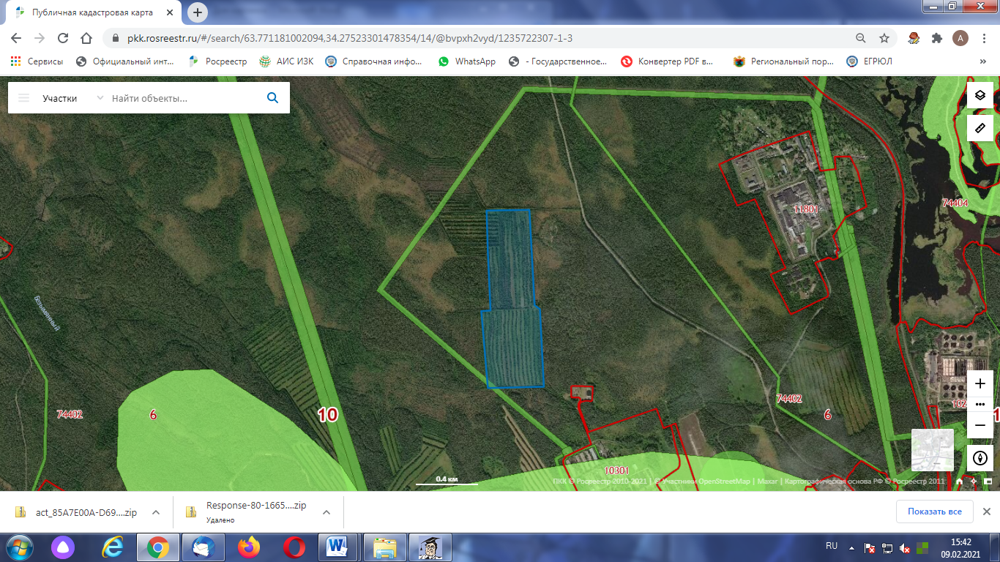 Публичная кадастровая карта
pkk.rosreestr.ru/#/search/63.771181002094,34.27523301478354/14/@bvpxh2vyd/1235722307-1-3
A
Сервисы
Официальный инт...
Росреестр
АИС ИЗК
Справочная инфо...
WhatsApp
- Государственное...
Конвертер PDF в...
Региональный пор...
ЕГРЮЛ
»
Участки
Найти объекты...
74404
11801
Безымянный
74402
6
10
74402
6
10301
0.4 км
ПКК © Росреестр 2010-2021 | © Участники OpenStreetMap | Maxar | Картографическая основа РФ © Росреестр 2011
act_85A7E00A-D69....zip
Response-80-1665....zip
Удалено
Показать все
RU
15:42
09.02.2021